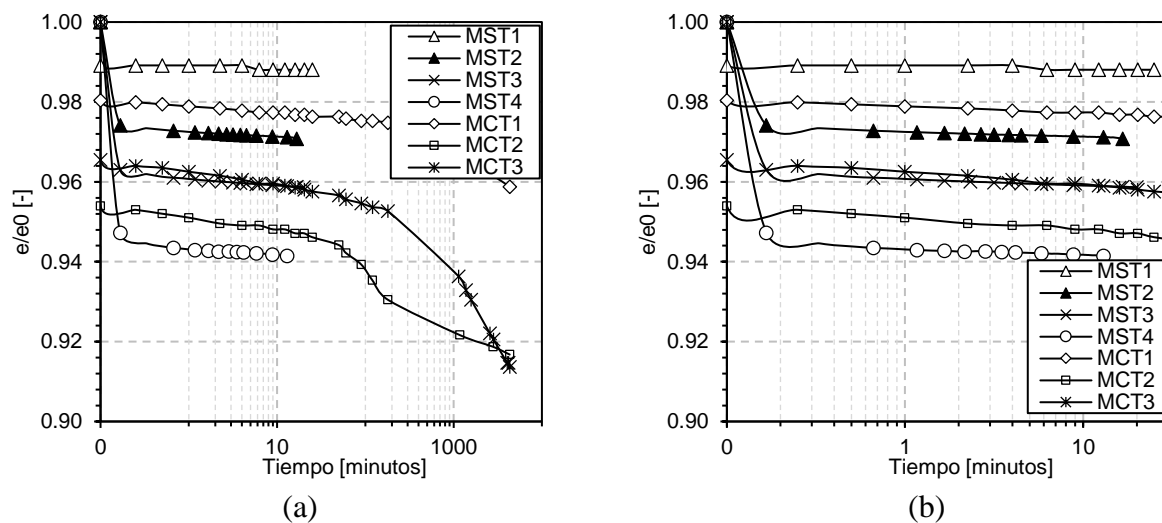 1.00
0.98
0.96
0.94
0.92
0.90
e/e0 [-]
0
10
1000
Tiempo [minutos]
MST1
MST2
MST3
MST4
MCT1
MCT2
MCT3
(a)
1.00
0.98
0.96
0.94
0.92
0.90
e/e0 [-]
0
1
10
Tiempo [minutos]
MST1
MST2
MST3
MST4
MCT1
MCT2
MCT3
(b)